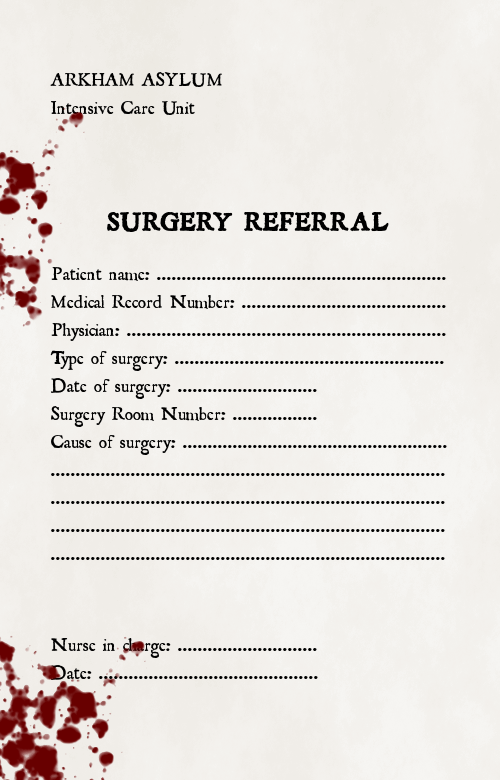 ARKHAM ASYLUM
Intensive Care Unit
SURGERY REFERRAL
Patient name: ..........................................................
Medical Record Number: .........................................
Physician: ................................................................
Type of surgery: ......................................................
Date of surgery: ............................
Surgery Room Number: .................
Cause of surgery: .....................................................
...............................................................................
...............................................................................
...............................................................................
...............................................................................
Nurse in charge: ............................
Date: ............................................